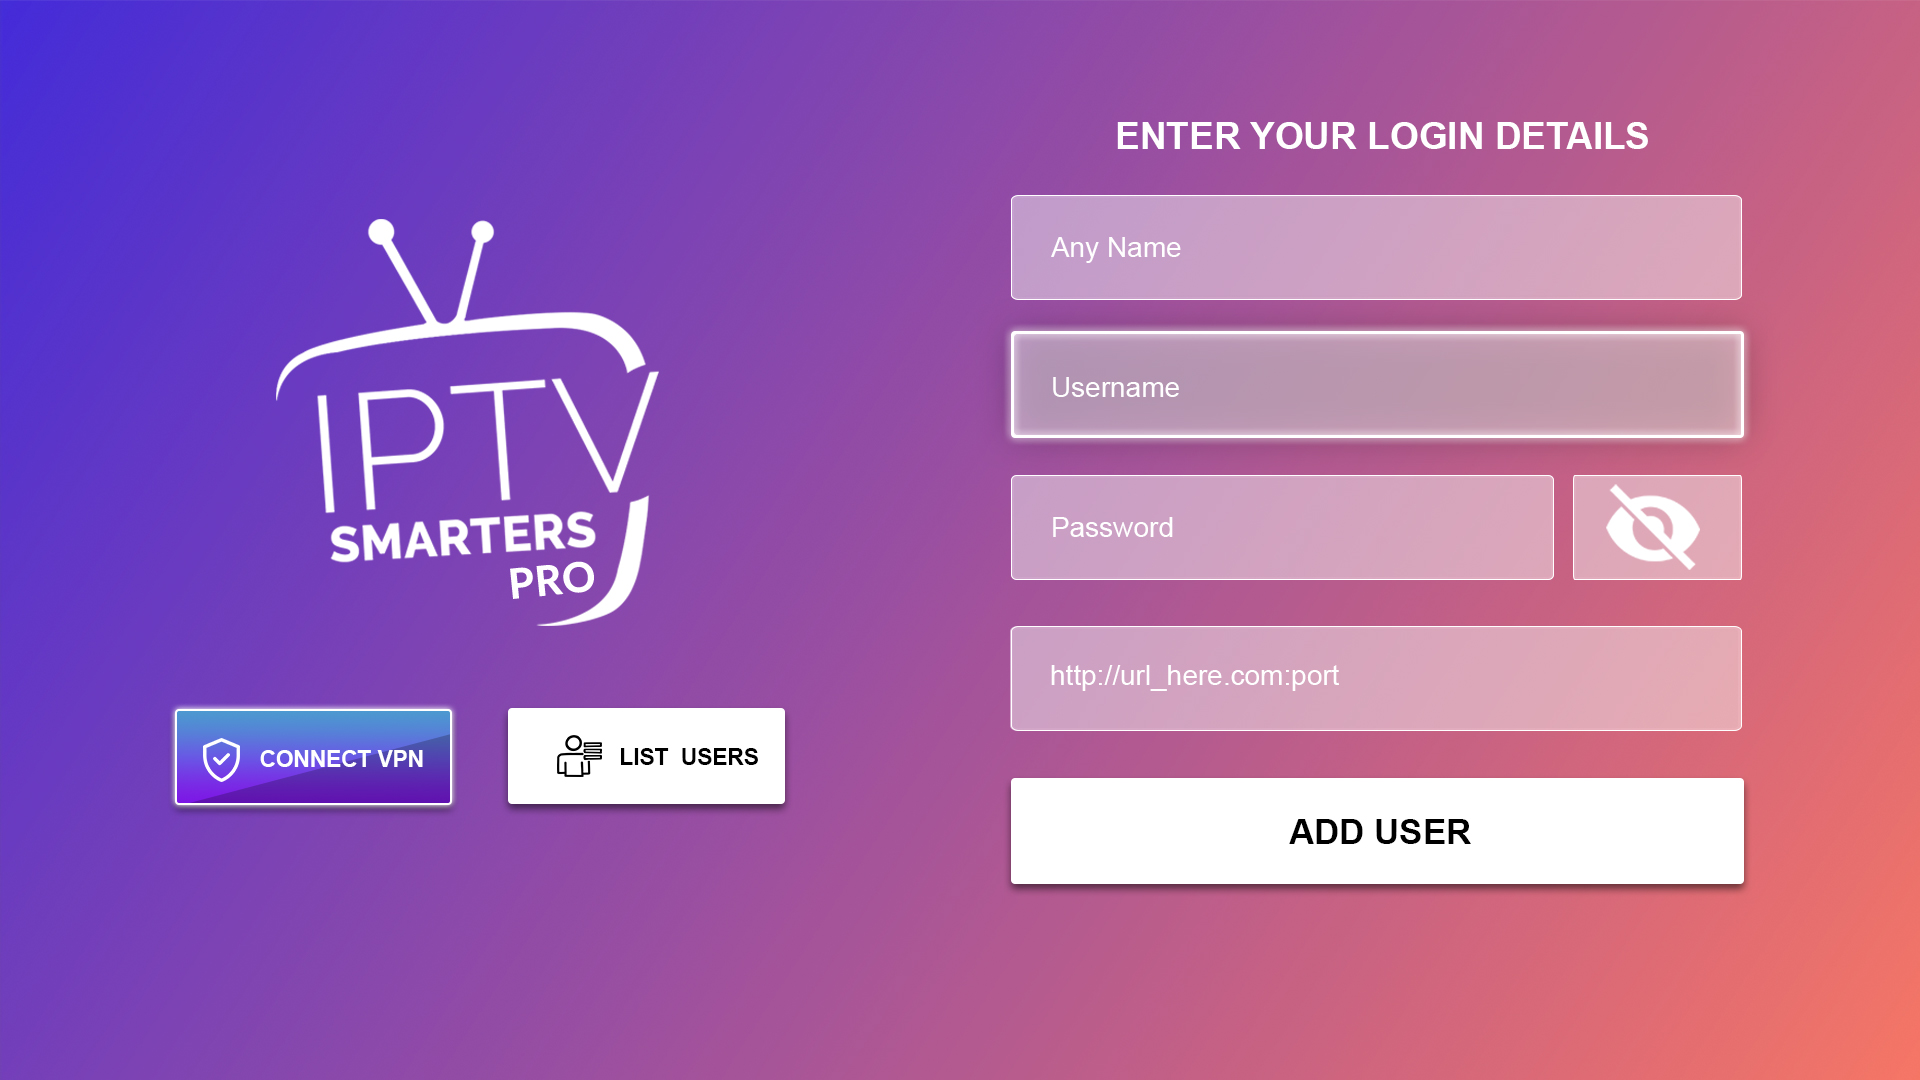 IPTV
SMARTERS
PRO
CONNECT VPN
LIST USERS
ENTER YOUR LOGIN DETAILS
Any Name
Username
Password
http://url_here.com:port
ADD USER